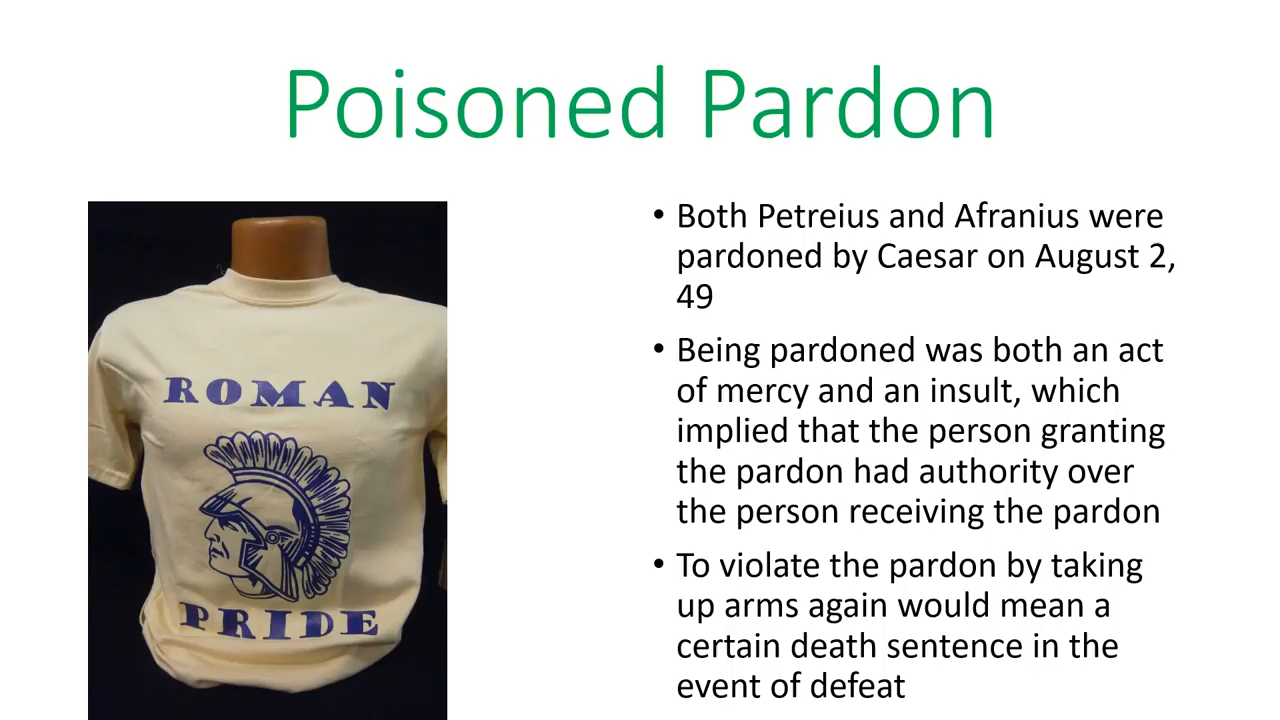 Poisoned Pardon
ROMAN
PRIDE
• Both Petreius and Afranius were
pardoned by Caesar on August 2,
49
• Being pardoned was both an act
of mercy and an insult, which
implied that the person granting
the pardon had authority over
the person receiving the pardon
• To violate the pardon by taking
up arms again would mean a
certain death sentence in the
event of defeat